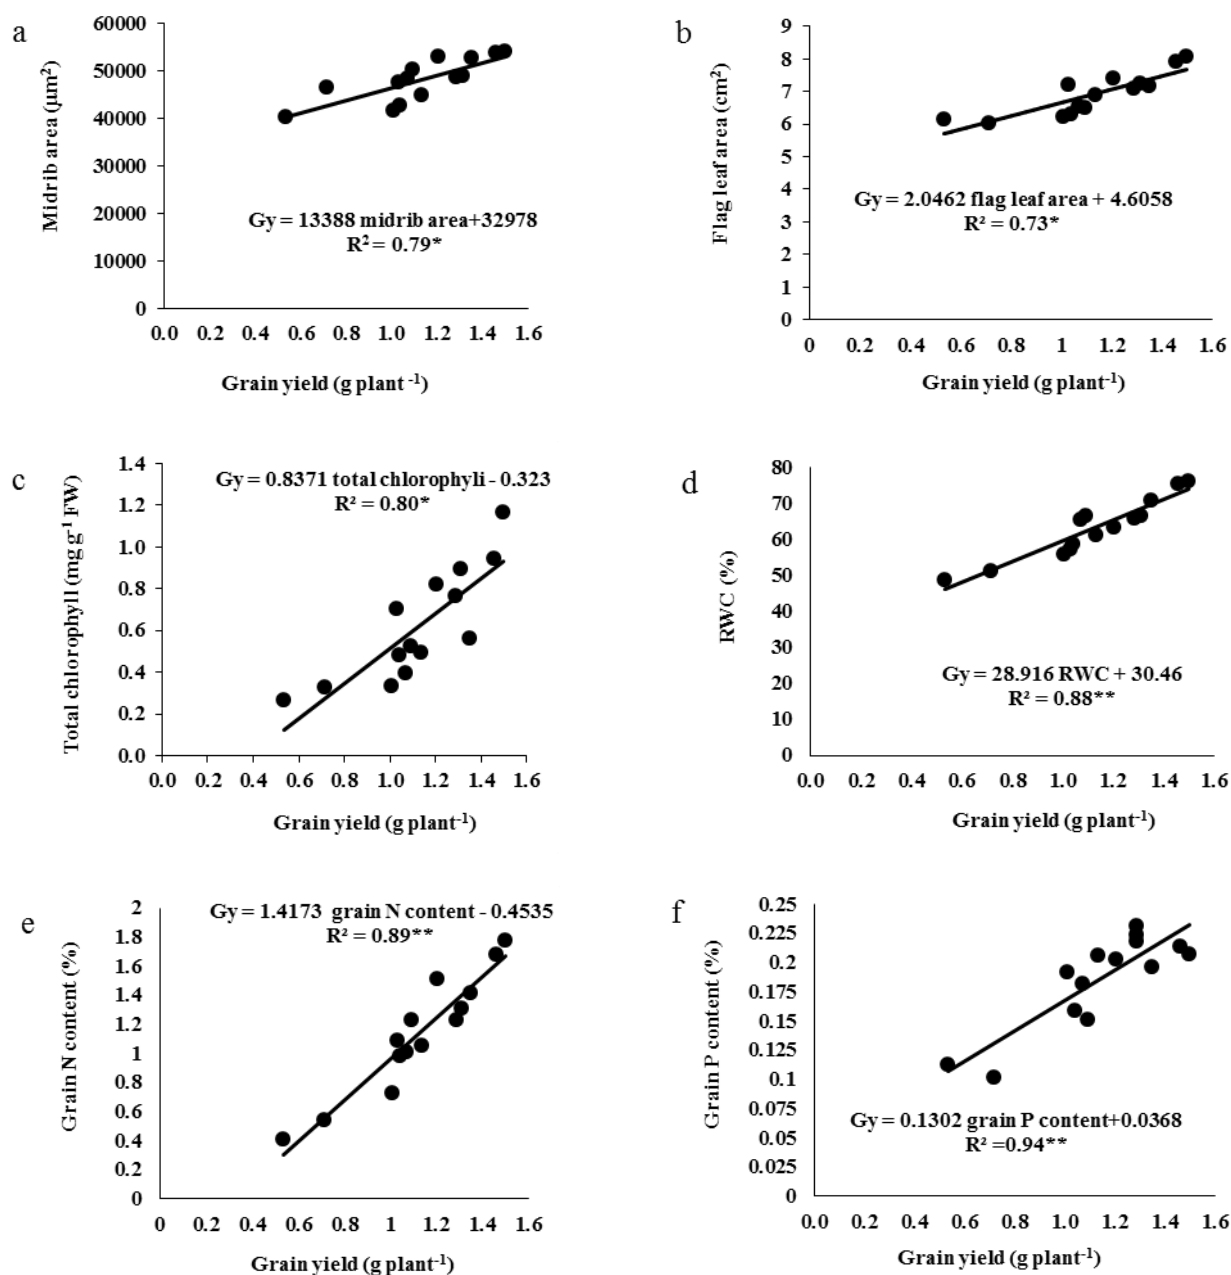 a
60000
50000
40000
30000
20000
10000
0
Midrib area (µm²)
Gy = 13388 midrib area+32978
R² = 0.79*
0.0 0.2 0.4 0.6 0.8 1.0 1.2 1.4 1.6
Grain yield (g plant ⁻¹)
b
9
8
7
6
5
4
3
2
1
0
Flag leaf area (cm²)
Gy = 2.0462 flag leaf area + 4.6058
R² = 0.73*
0 0.2 0.4 0.6 0.8 1 1.2 1.4 1.6
Grain yield (g plant⁻¹)
c
1.4
1.2
1.0
0.8
0.6
0.4
0.2
0.0
Total chlorophyll (mg g⁻¹ FW)
Gy = 0.8371 total chlorophyli - 0.323
R² = 0.80*
0.0 0.2 0.4 0.6 0.8 1.0 1.2 1.4 1.6
Grain yield (g plant⁻¹)
d
80
70
60
50
40
30
20
10
0
RWC (%)
Gy = 28.916 RWC + 30.46
R² = 0.88**
0.0 0.2 0.4 0.6 0.8 1.0 1.2 1.4 1.6
Grain yield (g plant⁻¹)
e
2
1.8
1.6
1.4
1.2
1
0.8
0.6
0.4
0.2
0
Grain N content (%)
Gy = 1.4173 grain N content - 0.4535
R² = 0.89**
0 0.2 0.4 0.6 0.8 1 1.2 1.4 1.6
Grain yield (g plant⁻¹)
f
0.25
0.225
0.2
0.175
0.15
0.125
0.1
0.075
0.05
0.025
0
Grain P content (%)
Gy = 0.1302 grain P content+0.0368
R² =0.94**
0.0 0.2 0.4 0.6 0.8 1.0 1.2 1.4 1.6
Grain yield (g plant⁻¹)